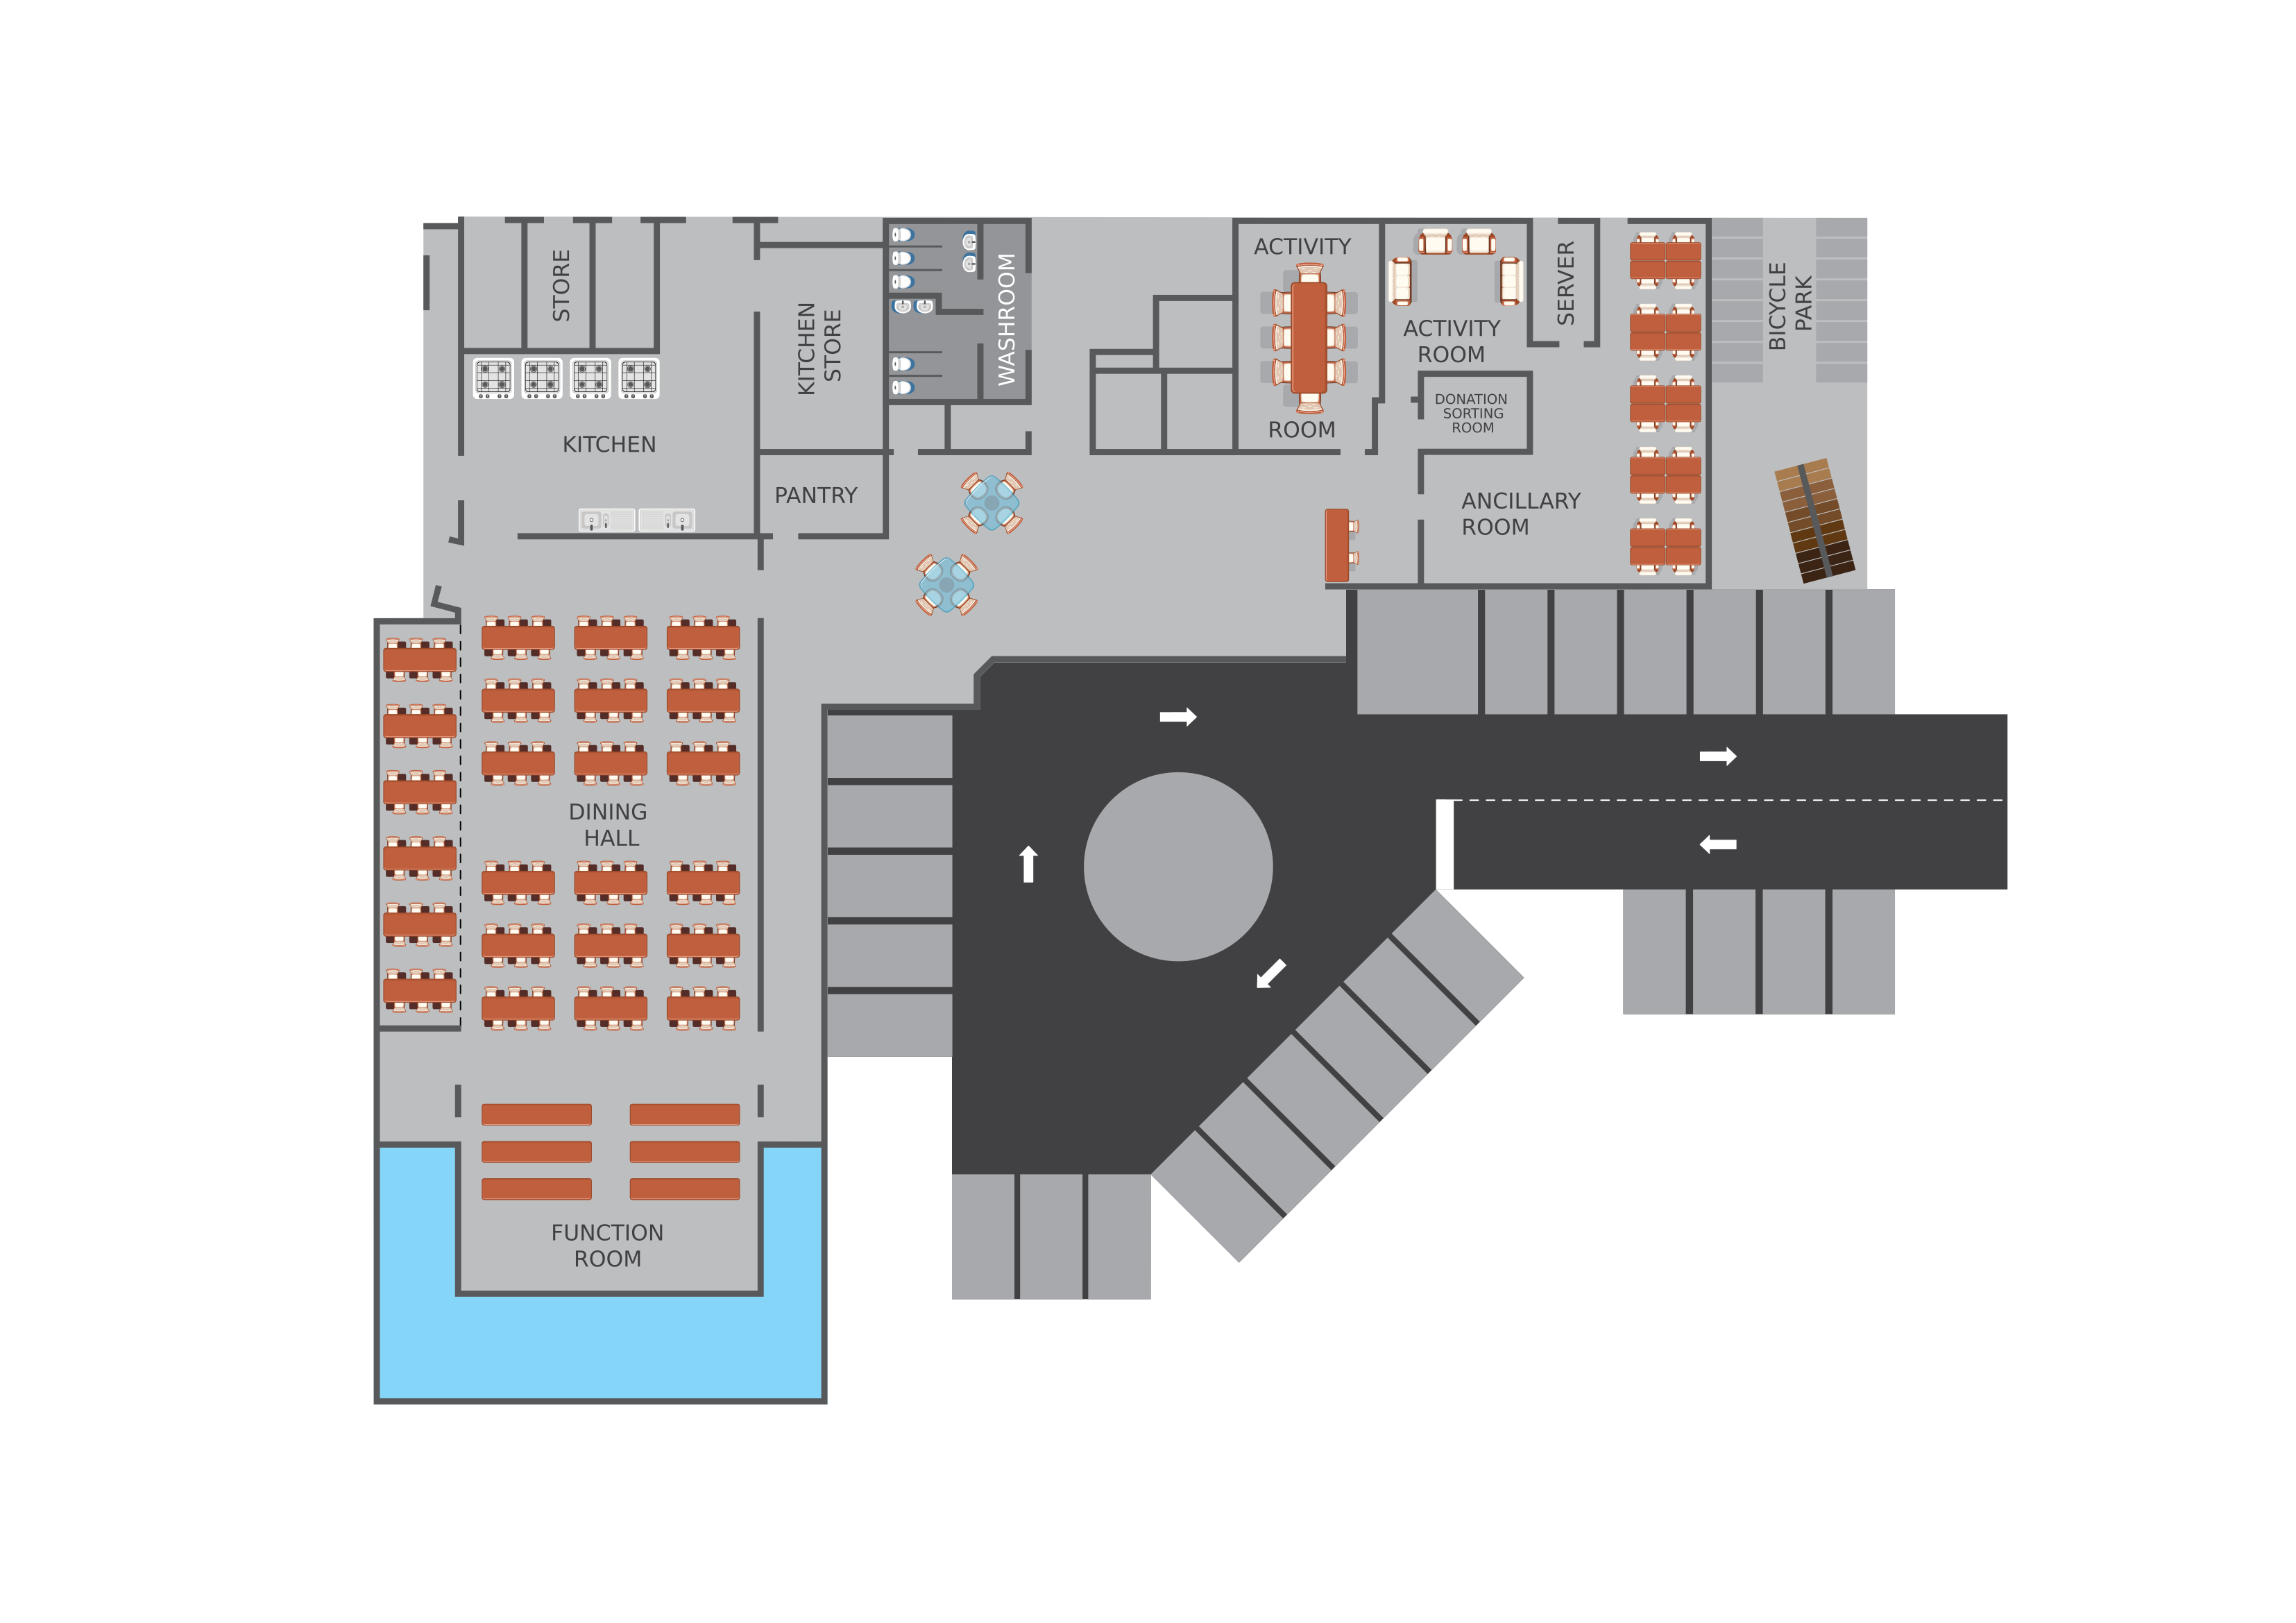 STORE
KITCHEN
KITCHEN
STORE
PANTRY
WASHROOM
ACTIVITY
ROOM
ACTIVITY
ROOM
SERVER
DONATION
SORTING
ROOM
ANCILLARY
ROOM
BICYCLE
PARK
DINING
HALL
FUNCTION
ROOM